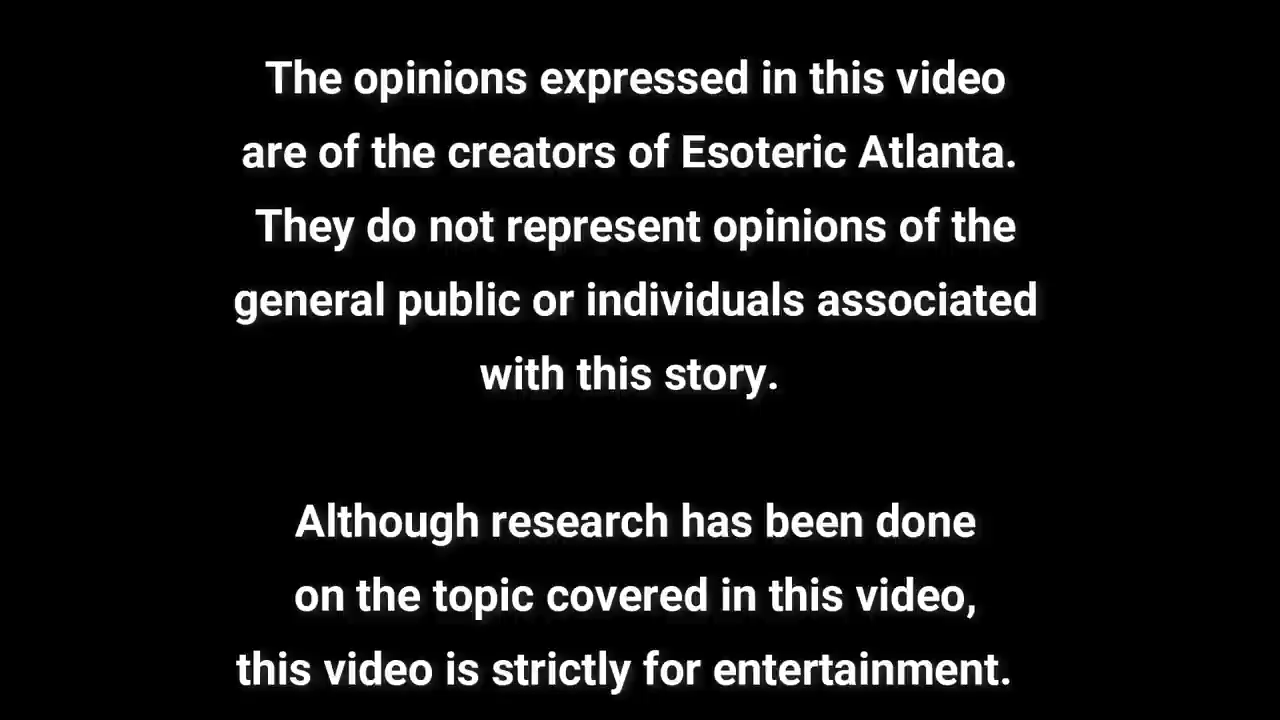 The opinions expressed in this video
are of the creators of Esoteric Atlanta.
They do not represent opinions of the
general public or individuals associated
with this story.
Although research has been done
on the topic covered in this video,
this video is strictly for entertainment.